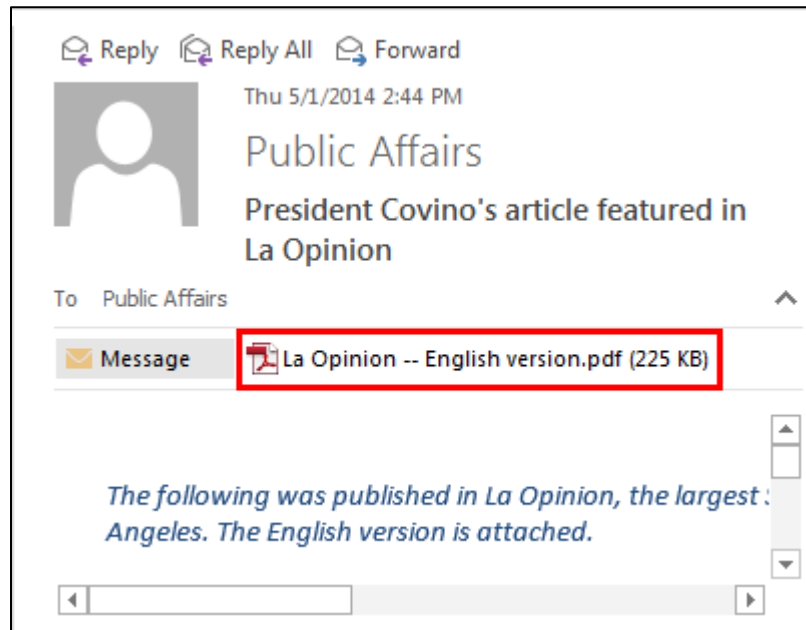 Reply Reply All Forward
Thu 5/1/2014 2:44 PM
Public Affairs
President Covino's article featured in
La Opinion
To Public Affairs
Message La Opinion -- English version.pdf (225 KB)
The following was published in La Opinion, the largest
Angeles. The English version is attached.